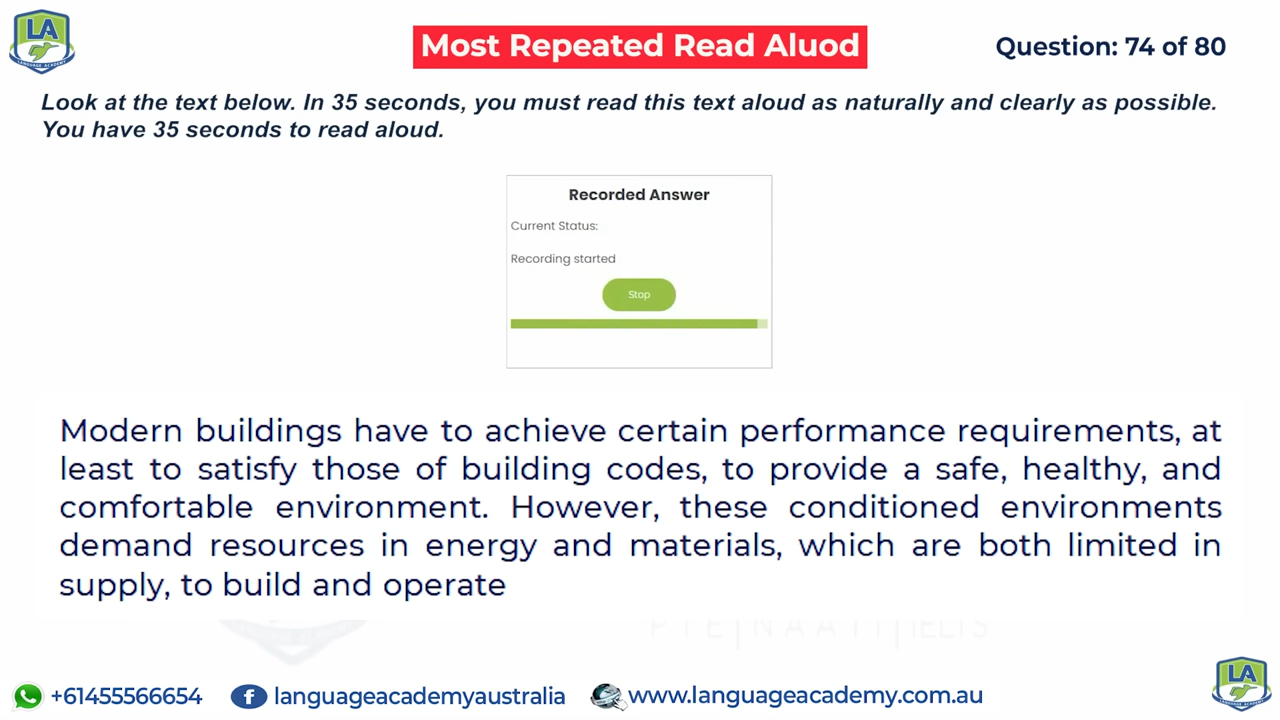 LA
LANGUAGE ACADEMY
Most Repeated Read Aluod
Question: 74 of 80
Look at the text below. In 35 seconds, you must read this text aloud as naturally and clearly as possible.
You have 35 seconds to read aloud.
Recorded Answer
Current Status:
Recording started
Stop
Modern buildings have to achieve certain performance requirements, at
least to satisfy those of building codes, to provide a safe, healthy, and
comfortable environment. However, these conditioned environments
demand resources in energy and materials, which are both limited in
supply, to build and operate
PTE|NAATI|IELTS
+61455566654
languageacademyaustralia
www.languageacademy.com.au
LA